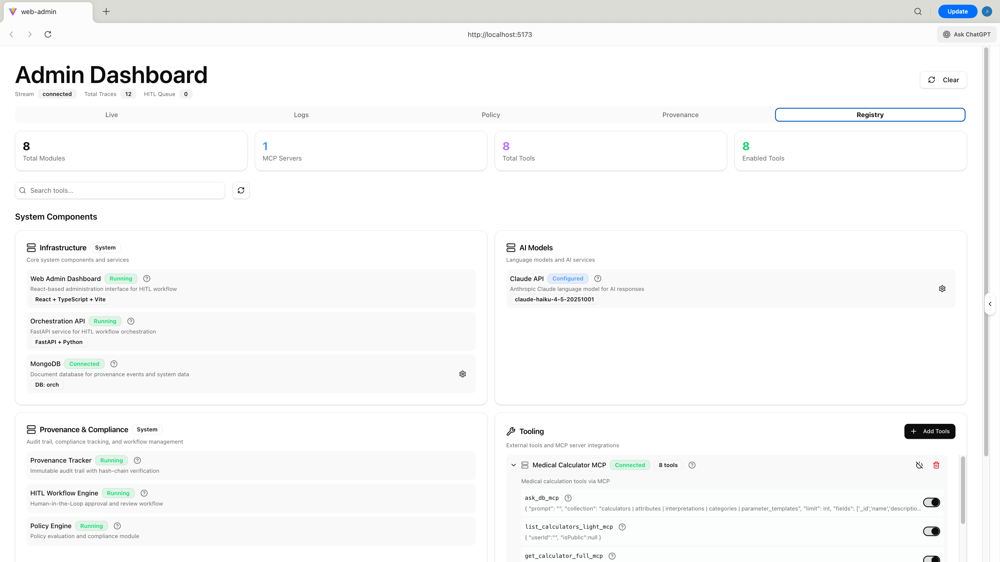 web-admin
Update
JI
http://localhost:5173
Ask ChatGPT
Admin Dashboard
Clear
Stream connected Total Traces 12 HITL Queue 0
Live Logs Policy Provenance Registry
8
Total Modules
1
MCP Servers
8
Total Tools
8
Enabled Tools
Search tools...
System Components
Infrastructure System
Core system components and services
Web Admin Dashboard Running
React-based administration interface for HITL workflow
React + TypeScript + Vite
Orchestration API Running
FastAPI service for HITL workflow orchestration
FastAPI + Python
MongoDB Connected
Document database for provenance events and system data
DB: orch
AI Models
Language models and AI services
Claude API Configured
Anthropic Claude language model for AI responses
claude-haiku-4-5-20251001
Provenance & Compliance System
Audit trail, compliance tracking, and workflow management
Provenance Tracker Running
Immutable audit trail with hash-chain verification
HITL Workflow Engine Running
Human-in-the-Loop approval and review workflow
Policy Engine Running
Policy evaluation and compliance module
Tooling
Add Tools
External tools and MCP server integrations
Medical Calculator MCP Connected 8 tools
Medical calculation tools via MCP
ask_db_mcp
{ "prompt": "", "collection": "calculators | attributes | interpretations | categories | parameter_templates", "limit": int, "fields": ['_id','name','descriptio...
list_calculators_light_mcp
{ "userId":"", "isPublic":null }
get_calculator_full_mcp